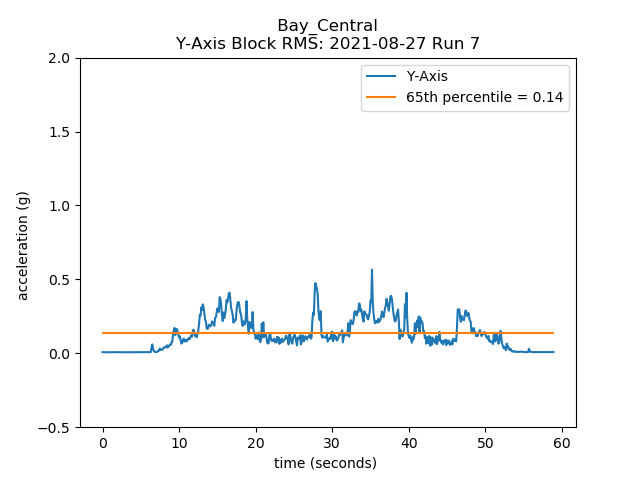 Bay_Central
Y-Axis Block RMS: 2021-08-27 Run 7
2.0
1.5
1.0
0.5
0.0
−0.5
acceleration (g)
Y-Axis
65th percentile = 0.14
0 10 20 30 40 50 60
time (seconds)